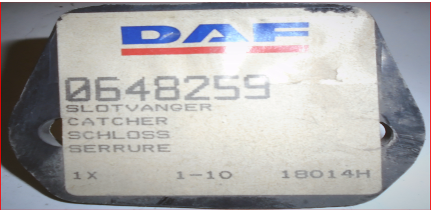 DAF
0648259
SLOTVANGER
CATCHER
SCHLOSS
SERRURE
1X 1-10 18014H